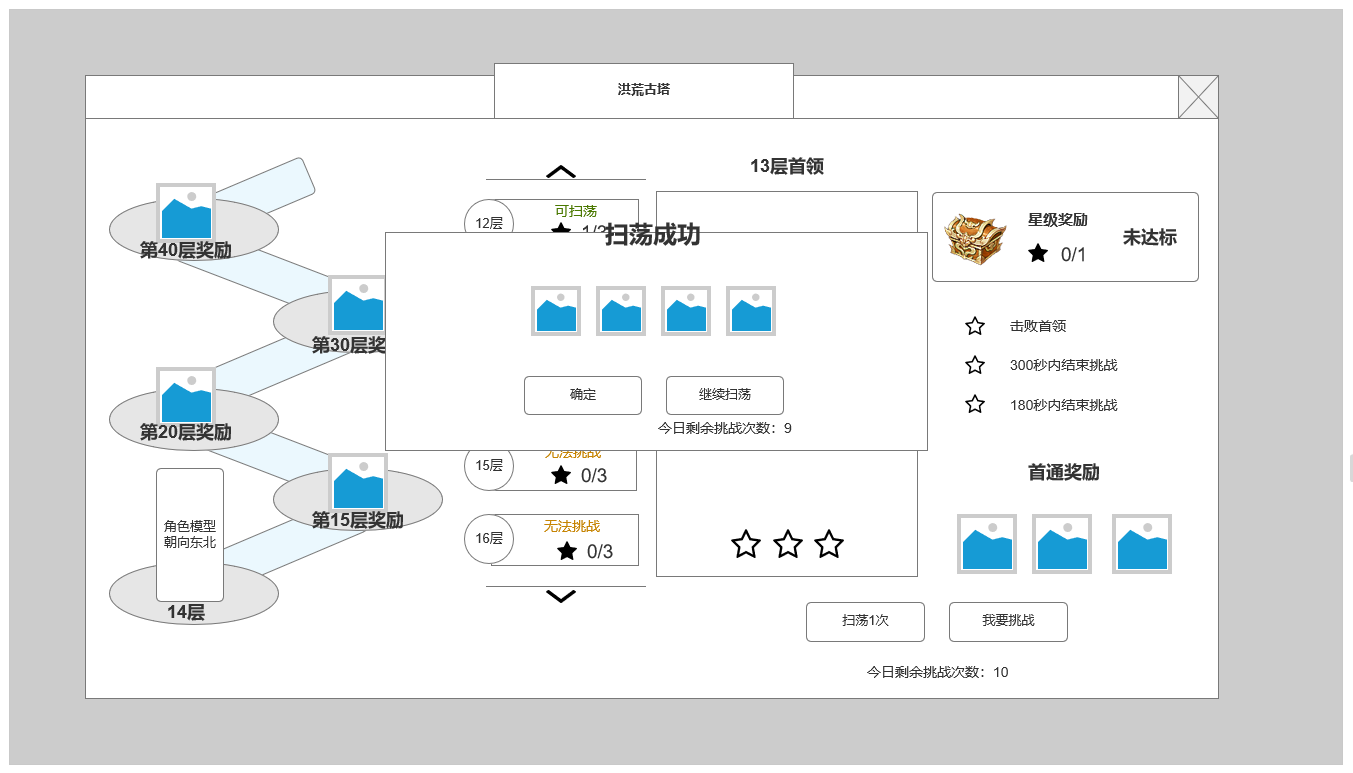 洪荒古塔
第40层奖励
第30层奖
第20层奖励
第15层奖励
角色模型
朝向东北
14层
12层
可扫荡
15层
无法挑战
0/3
16层
无法挑战
0/3
13层首领
扫荡成功
确定
继续扫荡
今日剩余挑战次数：9
星级奖励
0/1
未达标
击败首领
300秒内结束挑战
180秒内结束挑战
首通奖励
扫荡1次
我要挑战
今日剩余挑战次数：10